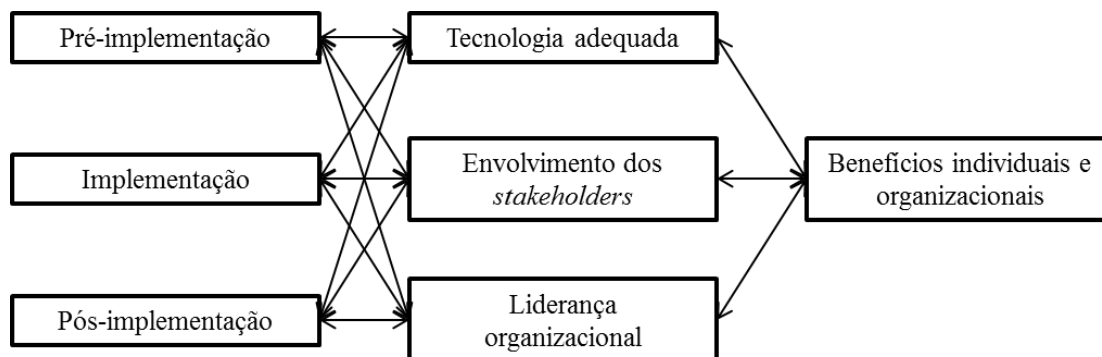 Pré-implementação
Tecnologia adequada
Implementação
Envolvimento dos
stakeholders
Benefícios individuais e
organizacionais
Pós-implementação
Liderança
organizacional